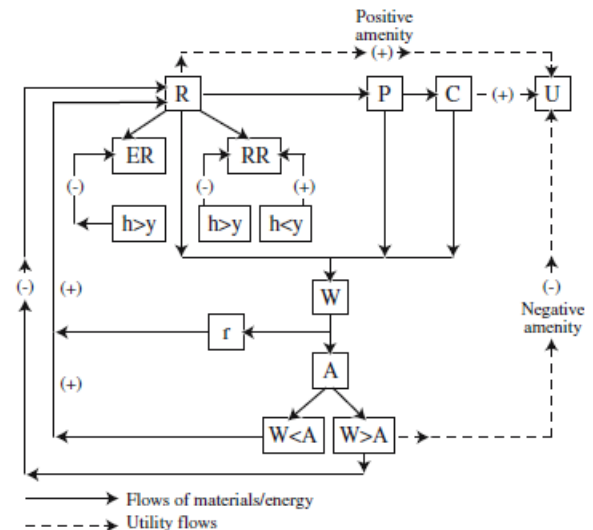 Positive
amenity
(+)
R
P
C
(+)
U
ER
RR
(-)
(-)
(+)
h>y
h>y
h<y
(-)
(+)
(-)
W
Negative
amenity
r
A
(+)
W<A
W>A
Flows of materials/energy
Utility flows